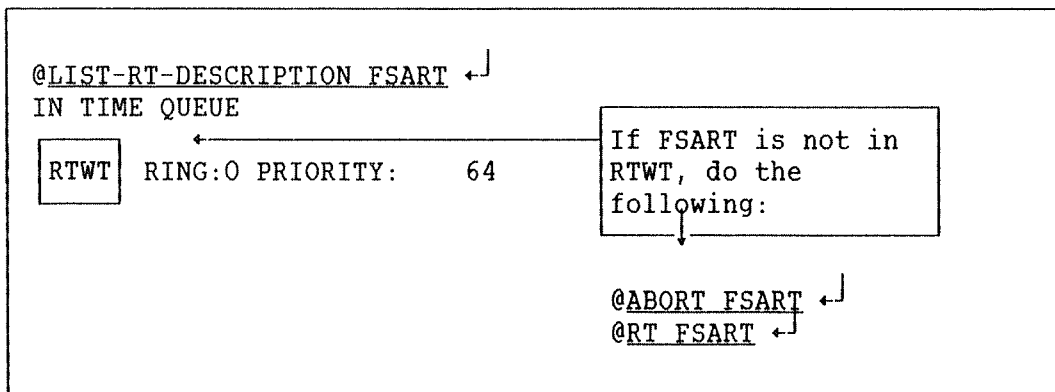 @LIST-RT-DESCRIPTION FSART
IN TIME QUEUE
RTWT RING:0 PRIORITY: 64
If FSART is not in
RTWT, do the
following:
@ABORT FSART
@RT FSART